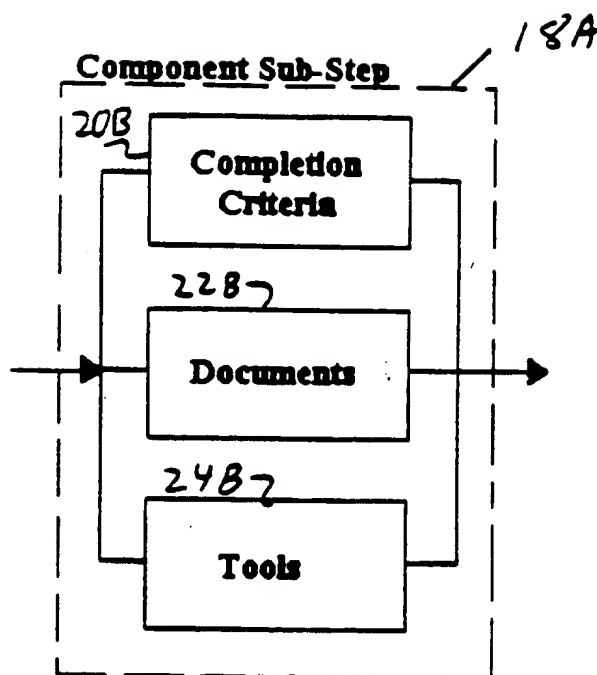 18A
Component Sub-Step
20B
Completion
Criteria
22B
Documents
24B
Tools